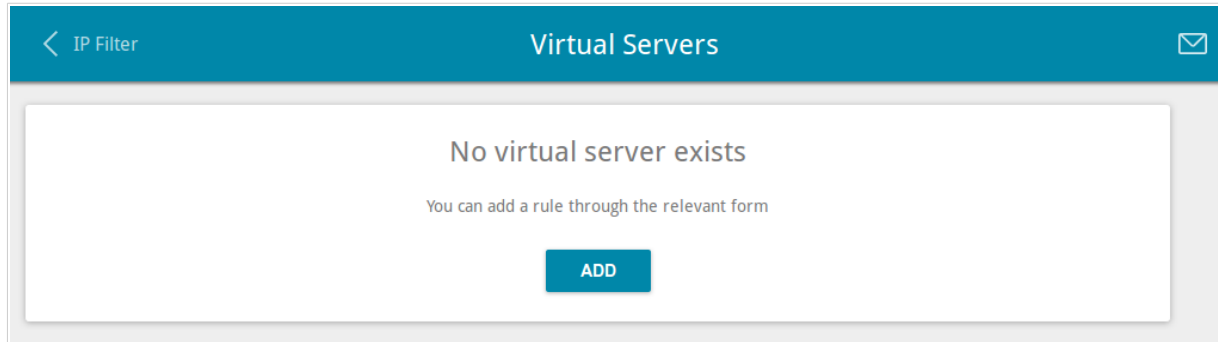 IP Filter
Virtual Servers
No virtual server exists
You can add a rule through the relevant form
ADD